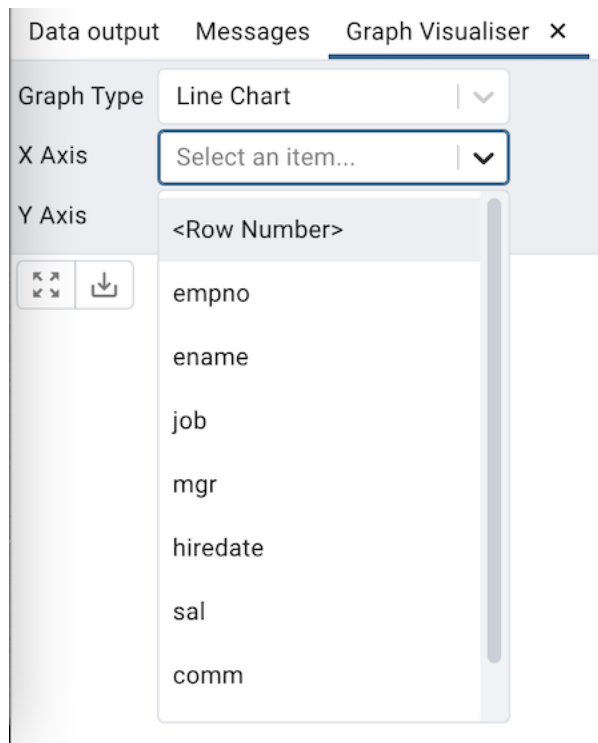 Data output Messages Graph Visualiser ×
Graph Type Line Chart
X Axis Select an item...
Y Axis
<Row Number>
empno
ename
job
mgr
hiredate
sal
comm